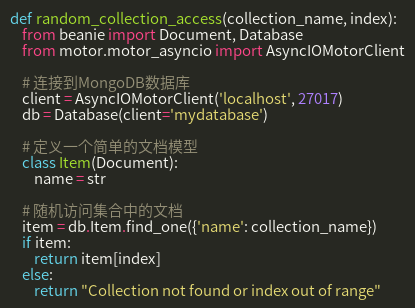 def random_collection_access(collection_name, index):
from beanie import Document, Database
from motor.motor_asyncio import AsyncIOMotorClient
# 连接到MongoDB数据库
client = AsyncIOMotorClient('localhost', 27017)
db = Database(client='mydatabase')
# 定义一个简单的文档模型
class Item(Document):
name = str
# 随机访问集合中的文档
item = db.Item.find_one({'name': collection_name})
if item:
return item[index]
else:
return "Collection not found or index out of range"